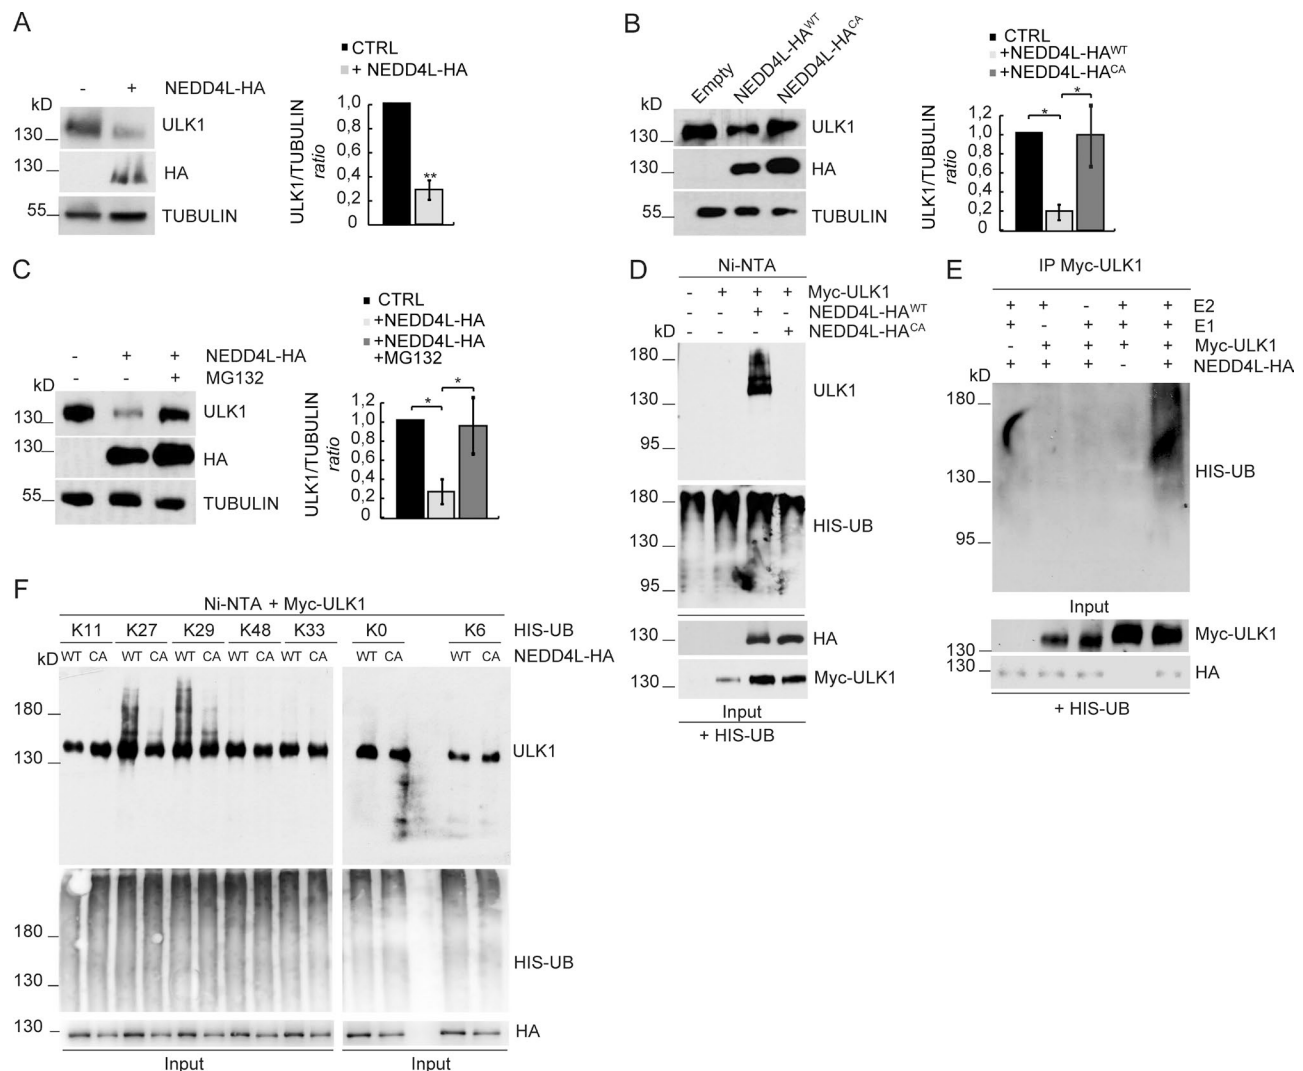 A
- + NEDD4L-HA
kD
130 ULK1
130 HA
55 TUBULIN
CTRL
+ NEDD4L-HA
ULK1/TUBULIN
ratio
1,0
0,8
0,6
0,4
0,2
0
**
B
Empty NEDD4L-HAWT NEDD4L-HACA
kD
130 ULK1
130 HA
55 TUBULIN
CTRL
+NEDD4L-HAWT
+NEDD4L-HACA
* *
ULK1/TUBULIN
ratio
1,2
1,0
0,8
0,6
0,4
0,2
0
C
- + + NEDD4L-HA
- - + MG132
kD
130 ULK1
130 HA
55 TUBULIN
CTRL
+NEDD4L-HA
+NEDD4L-HA
+MG132
* *
ULK1/TUBULIN
ratio
1,2
1,0
0,8
0,6
0,4
0,2
0
D
Ni-NTA
- + + + Myc-ULK1
- - + - NEDD4L-HAWT
- - - + NEDD4L-HACA
kD
180
130 ULK1
95
180
HIS-UB
130
95
130 HA
130 Myc-ULK1
Input
+ HIS-UB
E
IP Myc-ULK1
+ + - + + E2
+ - + + + E1
- + + + + Myc-ULK1
+ + + - + NEDD4L-HA
kD
180
HIS-UB
130
95
Input
Myc-ULK1
130
130 HA
+ HIS-UB
F
Ni-NTA + Myc-ULK1
K11 K27 K29 K48 K33 K0 K6 HIS-UB
kD WT CA WT CA WT CA WT CA WT CA WT CA WT CA NEDD4L-HA
180
ULK1
130
180
HIS-UB
130
130 HA
Input Input